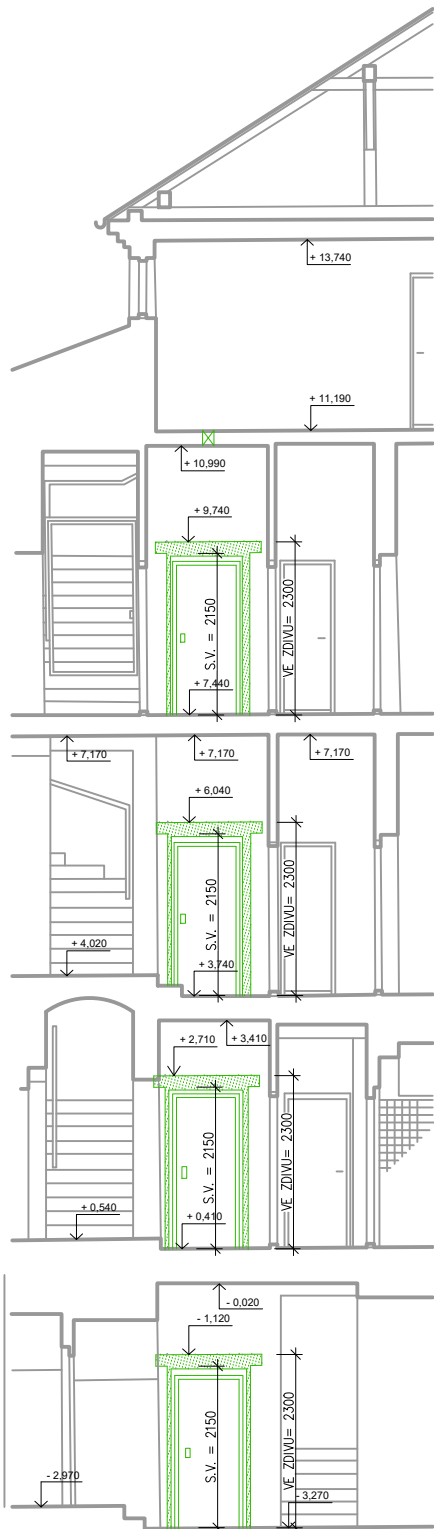 + 13,740
+ 11,190
+ 10,990
+ 9,740
S.V. = 2150
VE ZDIVU= 2300
+ 7,440
+ 7,170
+ 7,170
+ 7,170
+ 6,040
S.V. = 2150
VE ZDIVU= 2300
+ 4,020
+ 3,740
+ 2,710
+ 3,410
S.V. = 2150
VE ZDIVU= 2300
+ 0,540
+ 0,410
- 0,020
- 1,120
S.V. = 2150
VE ZDIVU= 2300
- 2,970
- 3,270